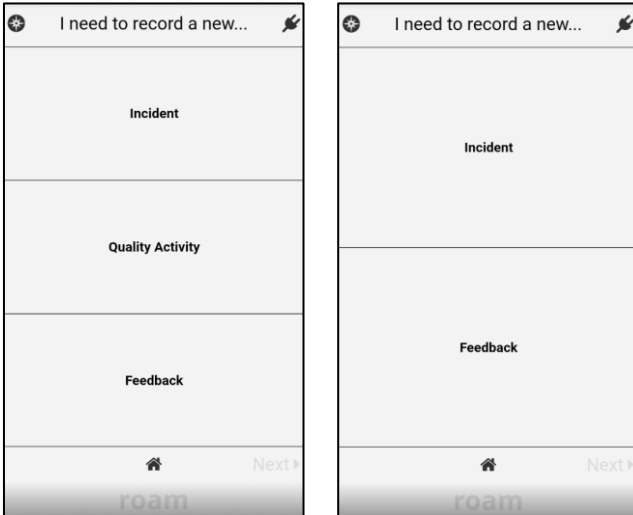 I need to record a new...
Incident
Quality Activity
Feedback
Next
roam
I need to record a new...
Incident
Feedback
Next
roam